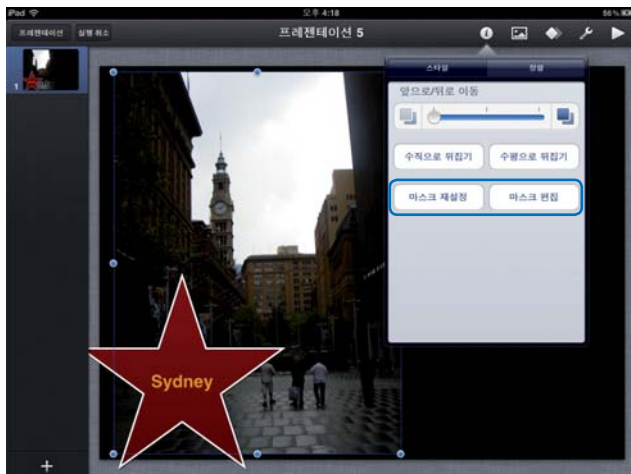 iPad 오후 4:18 56%
프레젠테이션 실행 취소 프레젠테이션 5
스타일 정렬
앞으로/뒤로 이동
수직으로 뒤집기 수평으로 뒤집기
마스크 재설정 마스크 편집
1
Sydney